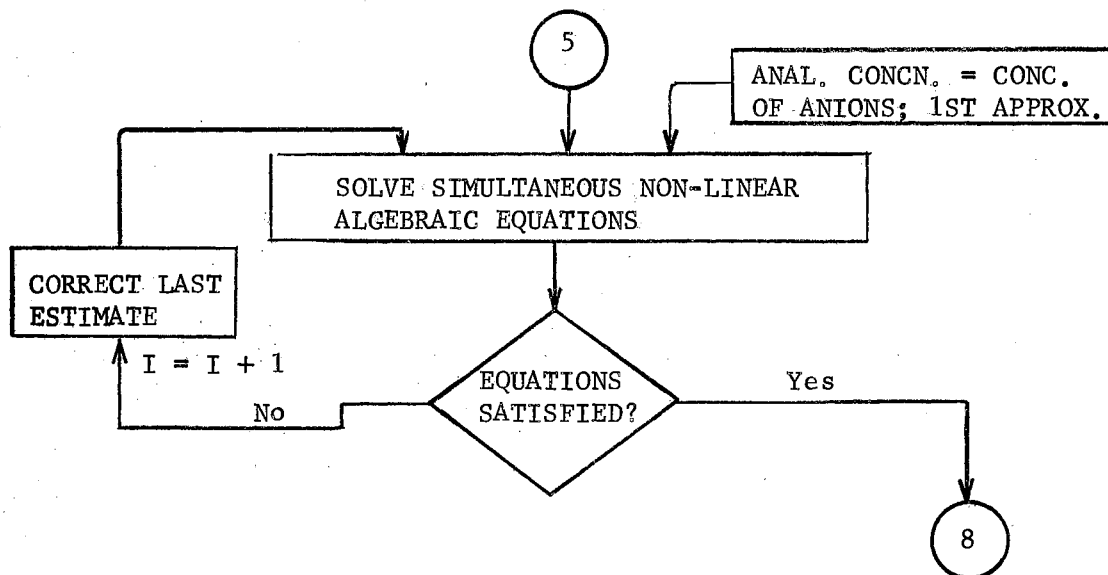 5
ANAL. CONCN. = CONC.
OF ANIONS; 1ST APPROX.
SOLVE SIMULTANEOUS NON-LINEAR
ALGEBRAIC EQUATIONS
CORRECT LAST
ESTIMATE
I = I + 1
EQUATIONS
SATISFIED?
Yes
No
8